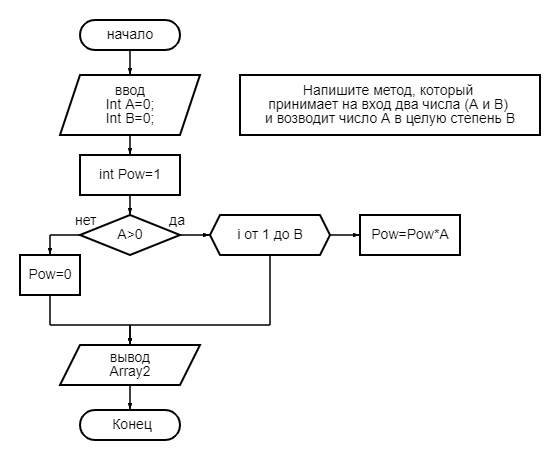 начало
ввод
Int A=0;
Int B=0;
Напишите метод, который
принимает на вход два числа (A и B)
и возводит число A в целую степень B
int Pow=1
нет
да
A>0
i от 1 до B
Pow=Pow*A
Pow=0
вывод
Array2
Конец